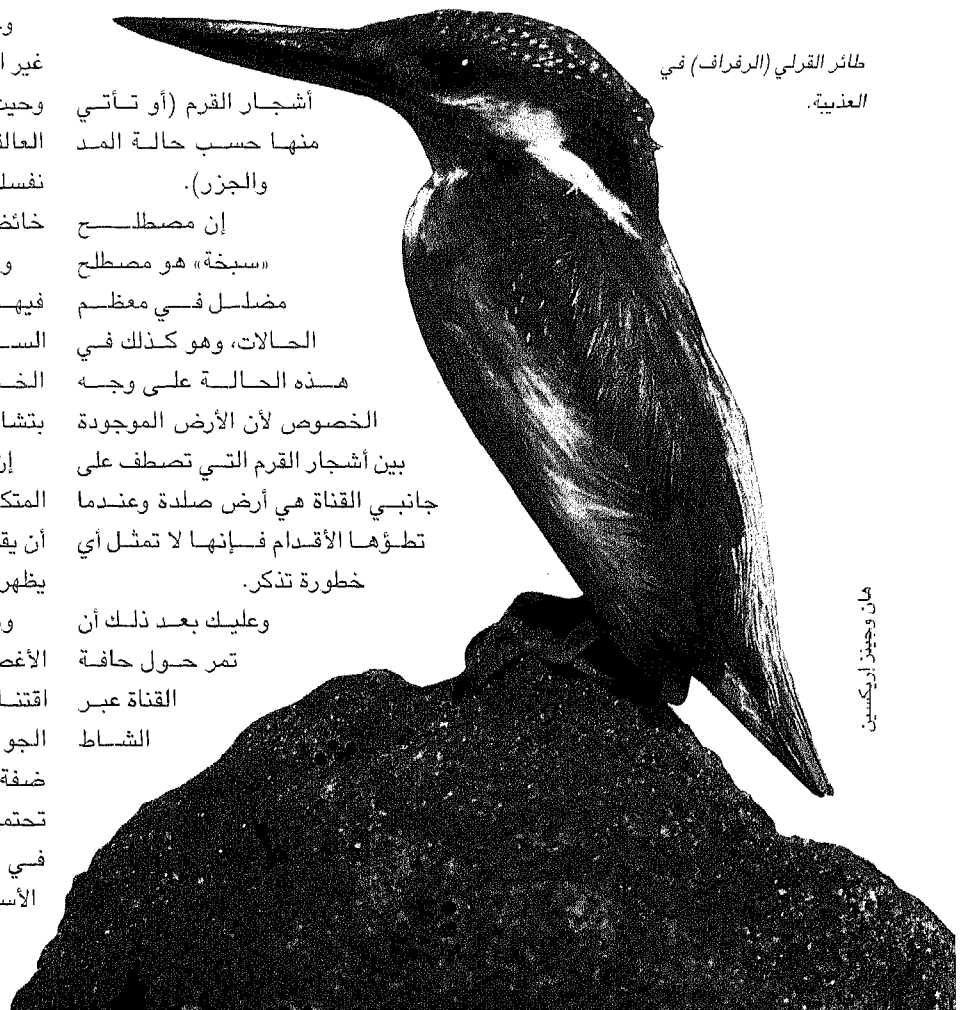 طائر القرلي (الرفراف) في
العذيبة.
أشجار القرم (أو تأتي
منها حسب حالة المد
والجزر).
إن مصطلح
«سبخة» هو مصطلح
مضلل في معظم
الحالات، وهو كذلك في
هذه الحالة على وجه
الخصوص لأن الأرض الموجودة
بين أشجار القرم التي تصطف على
جانبي القناة هي أرض صلدة وعندما
تطؤها الأقدام فإنها لا تمثل أي
خطورة تذكر.
وعليك بعد ذلك أن
تمر حول حافة
القناة عبر
الشاط
هان وجينز إريكسين
غير ا
وحيث
العالق
نفسك
خائض
و
فيه
الس
الخ
بتشا
إن
المتك
أن يق
يظهر
الأغص
اقتنا
الجو
ضفة
تحتم
في
الأس